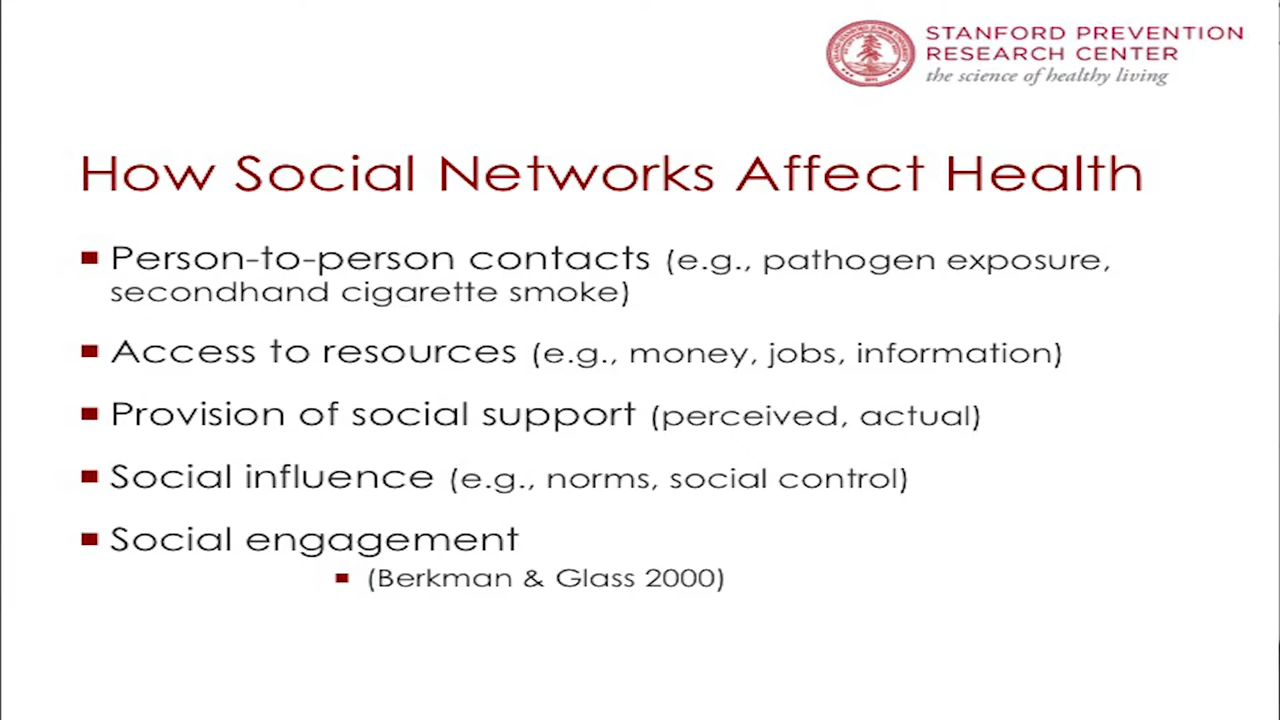 STANFORD PREVENTION
RESEARCH CENTER
the science of healthy living
How Social Networks Affect Health
Person-to-person contacts (e.g., pathogen exposure,
secondhand cigarette smoke)
Access to resources (e.g., money, jobs, information)
Provision of social support (perceived, actual)
Social influence (e.g., norms, social control)
Social engagement
(Berkman & Glass 2000)